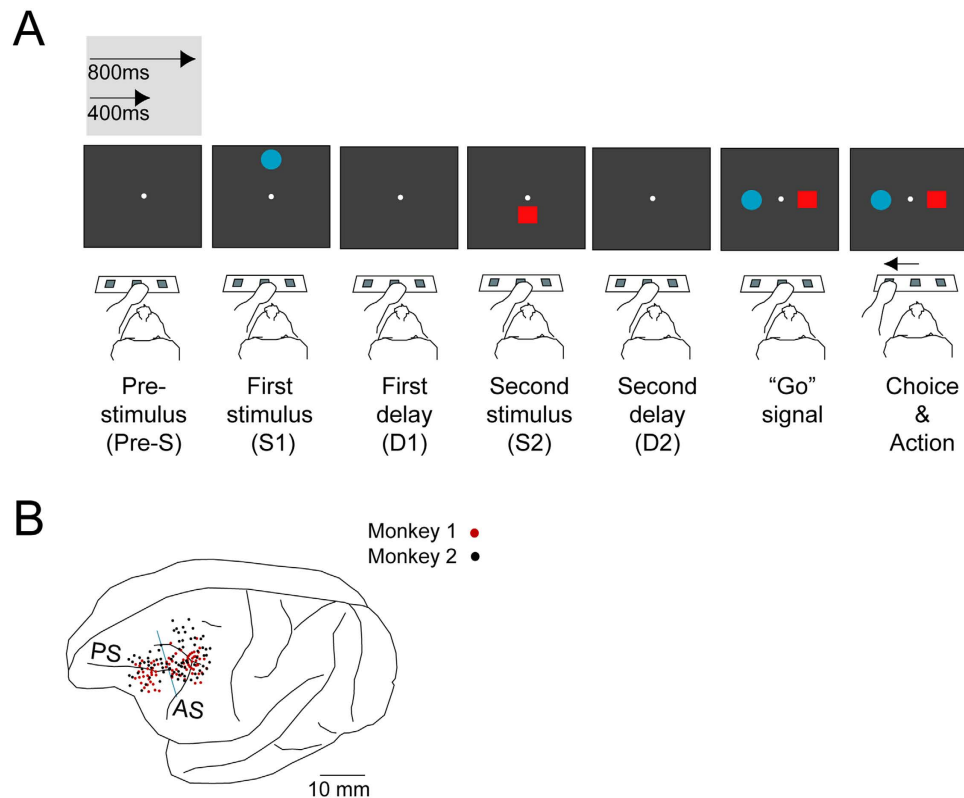 A
800ms
400ms
Pre-
stimulus
(Pre-S)
First
stimulus
(S1)
First
delay
(D1)
Second
stimulus
(S2)
Second
delay
(D2)
“Go”
signal
Choice
&
Action
B
Monkey 1
Monkey 2
PS
AS
10 mm